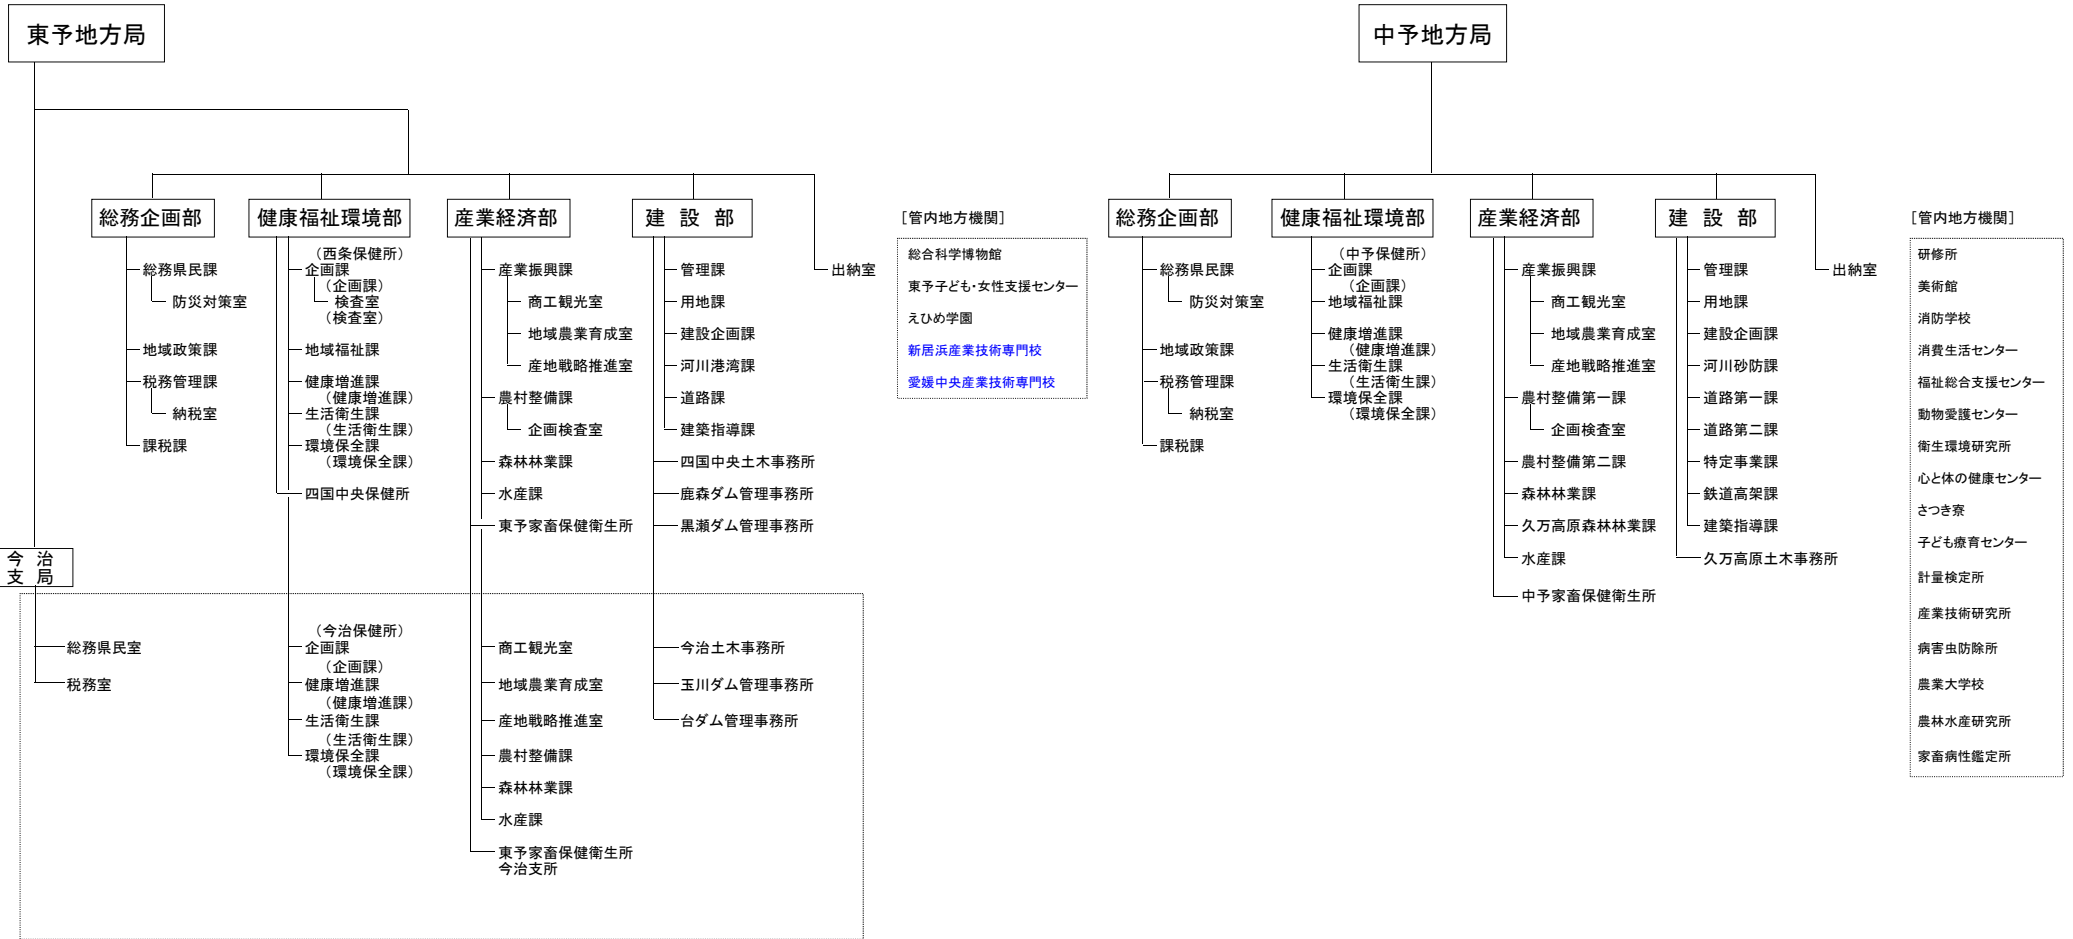 東予地方局
総務企画部
総務県民課
防災対策室
地域政策課
税務管理課
納税室
課税課
健康福祉環境部
（西条保健所）
企画課
（企画課）
検査室
（検査室）
地域福祉課
健康増進課
（健康増進課）
生活衛生課
（生活衛生課）
環境保全課
（環境保全課）
四国中央保健所
産業経済部
産業振興課
商工観光室
地域農業育成室
産地戦略推進室
農村整備課
企画検査室
森林林業課
水産課
東予家畜保健衛生所
建 設 部
管理課
用地課
建設企画課
河川港湾課
道路課
建築指導課
四国中央土木事務所
鹿森ダム管理事務所
黒瀬ダム管理事務所
出納室
［管内地方機関］
総合科学博物館
東予子ども・女性支援センター
えひめ学園
新居浜産業技術専門校
愛媛中央産業技術専門校
今 治
支 局
総務県民室
税務室
（今治保健所）
企画課
（企画課）
健康増進課
（健康増進課）
生活衛生課
（生活衛生課）
環境保全課
（環境保全課）
商工観光室
地域農業育成室
産地戦略推進室
農村整備課
森林林業課
水産課
東予家畜保健衛生所
今治支所
今治土木事務所
玉川ダム管理事務所
台ダム管理事務所
中予地方局
総務企画部
総務県民課
防災対策室
地域政策課
税務管理課
納税室
課税課
健康福祉環境部
（中予保健所）
企画課
（企画課）
地域福祉課
健康増進課
（健康増進課）
生活衛生課
（生活衛生課）
環境保全課
（環境保全課）
産業経済部
産業振興課
商工観光室
地域農業育成室
産地戦略推進室
農村整備第一課
企画検査室
農村整備第二課
森林林業課
久万高原森林林業課
水産課
中予家畜保健衛生所
建 設 部
管理課
用地課
建設企画課
河川砂防課
道路第一課
道路第二課
特定事業課
鉄道高架課
建築指導課
久万高原土木事務所
出納室
［管内地方機関］
研修所
美術館
消防学校
消費生活センター
福祉総合支援センター
動物愛護センター
衛生環境研究所
心と体の健康センター
さつき寮
子ども療育センター
計量検定所
産業技術研究所
病害虫防除所
農業大学校
農林水産研究所
家畜病性鑑定所